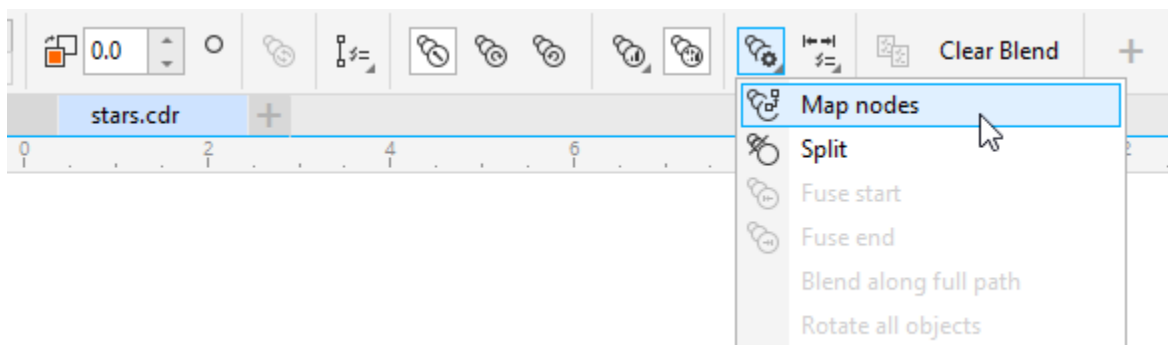 0.0
Clear Blend
stars.cdr
Map nodes
0 2 4 6 2
Split
Fuse start
Fuse end
Blend along full path
Rotate all objects